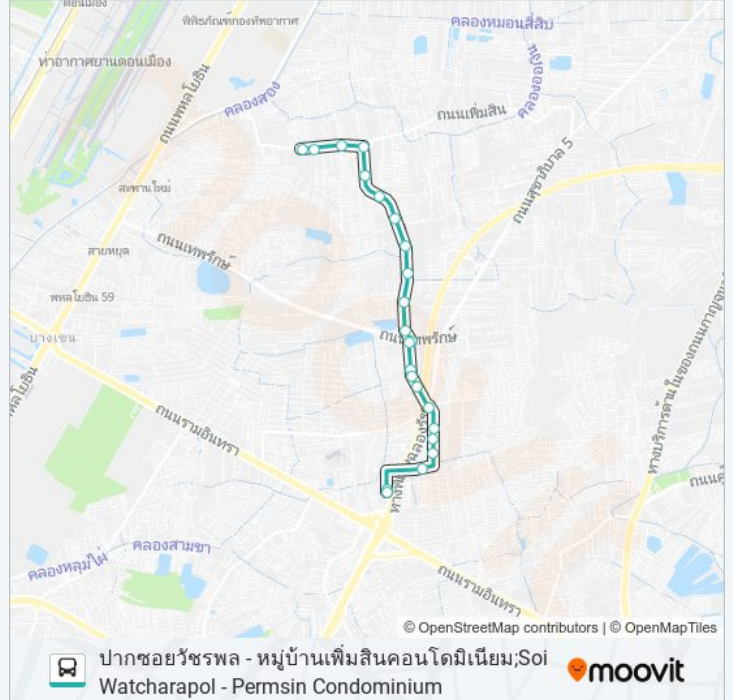 ดอนเมือง
พิพิธภัณฑ์กองทัพอากาศ
คลองหมอนสี่สิบ
ท่าอากาศยานดอนเมือง
ถนนพหลโยธิน
คลองสอง
ถนนเพิ่มสิน
ถนนสุขาภิบาล 5
สะพานใหม่
ถนนเทพรักษ์
สายหยุด
พหลโยธิน 59
บางเขน
ถนนรามอินทรา
คลองสามขา
คลองหลุมไผ่
ถนนรามอินทรา
© OpenStreetMap contributors | © OpenMapTiles
ปากซอยวัชรพล - หมู่บ้านเพิ่มสินคอนโดมิเนียม;Soi
Watcharapol - Permsin Condominium
moovit